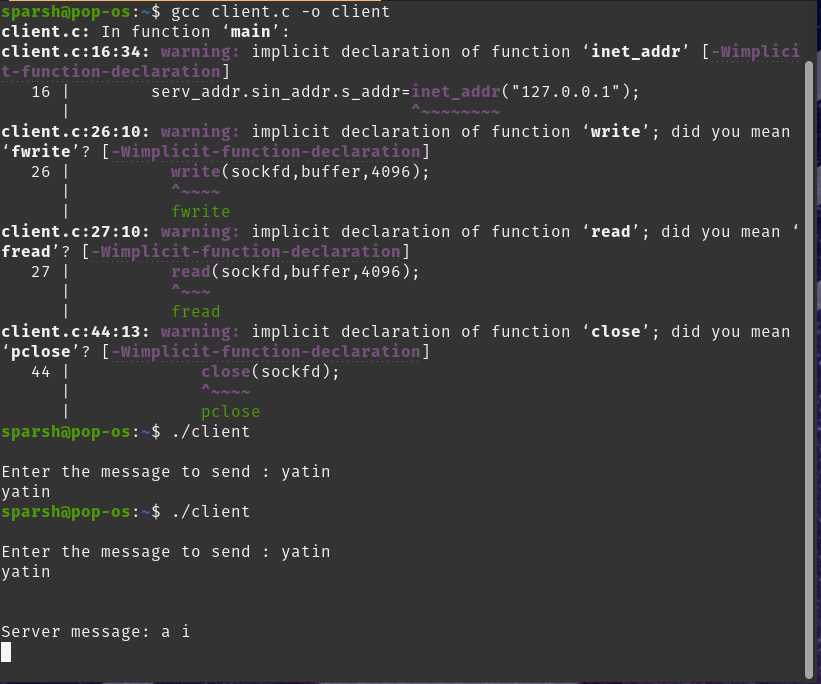 sparsh@pop-os:~$ gcc client.c -o client
client.c: In function ‘main’:
client.c:16:34: warning: implicit declaration of function ‘inet_addr’ [-Wimplici
t-function-declaration]
   16 |        serv_addr.sin_addr.s_addr=inet_addr("127.0.0.1");
      |                                  ^~~~~~~~~
client.c:26:10: warning: implicit declaration of function ‘write’; did you mean
‘fwrite’? [-Wimplicit-function-declaration]
   26 |          write(sockfd,buffer,4096);
      |          ^~~~~
      |          fwrite
client.c:27:10: warning: implicit declaration of function ‘read’; did you mean ‘
fread’? [-Wimplicit-function-declaration]
   27 |          read(sockfd,buffer,4096);
      |          ^~~~
      |          fread
client.c:44:13: warning: implicit declaration of function ‘close’; did you mean
‘pclose’? [-Wimplicit-function-declaration]
   44 |             close(sockfd);
      |             ^~~~~
      |             pclose
sparsh@pop-os:~$ ./client

Enter the message to send : yatin
yatin
sparsh@pop-os:~$ ./client

Enter the message to send : yatin
yatin


Server message: a i